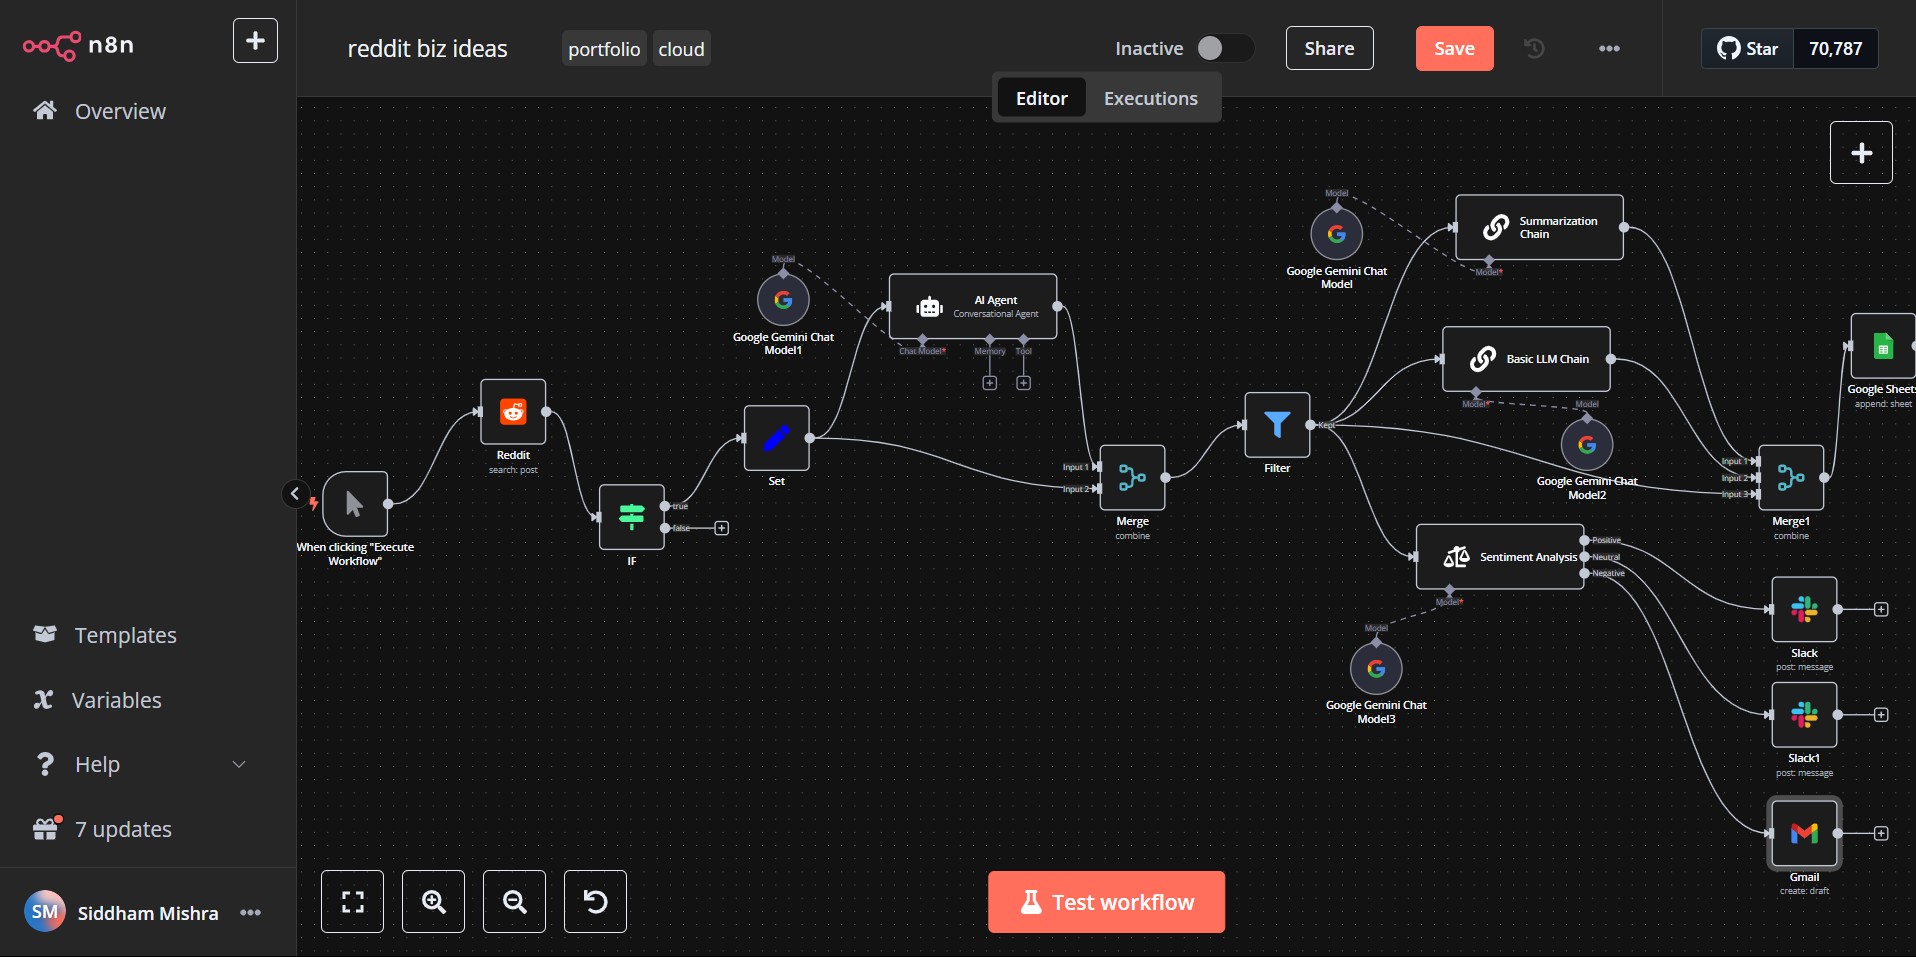 n8n
reddit biz ideas
portfolio
cloud
Inactive
Share
Save
Star
70,787
Editor
Executions
Overview
Templates
Variables
Help
7 updates
SM
Siddham Mishra
When clicking "Execute
Workflow"
Reddit
search: post
IF
true
false
Set
Model
Google Gemini Chat
Model1
AI Agent
Conversational Agent
Chat Model*
Memory
Tool
Input 1
Input 2
Merge
combine
Filter
Kept
Model
Google Gemini Chat
Model
Summarization
Chain
Model*
Basic LLM Chain
Model*
Model
Google Gemini Chat
Model2
Sentiment Analysis
Positive
Neutral
Negative
Model*
Model
Google Gemini Chat
Model3
Input 1
Input 2
Input 3
Merge1
combine
Google Sheets
append: sheet
Slack
post: message
Slack1
post: message
Gmail
create: draft
Test workflow